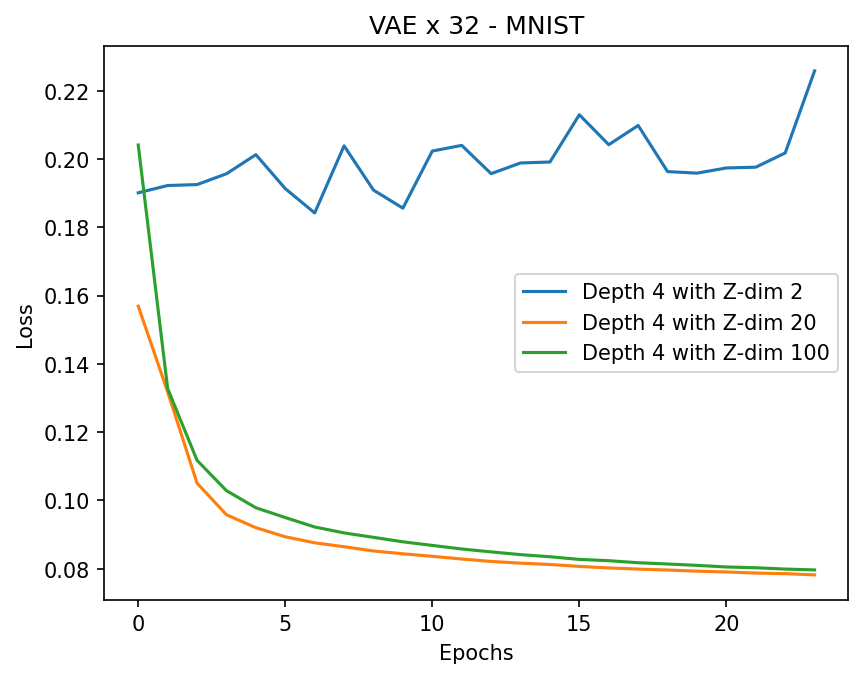 VAE x 32 - MNIST
Loss
0.22
0.20
0.18
0.16
0.14
0.12
0.10
0.08
Depth 4 with Z-dim 2
Depth 4 with Z-dim 20
Depth 4 with Z-dim 100
0 5 10 15 20
Epochs